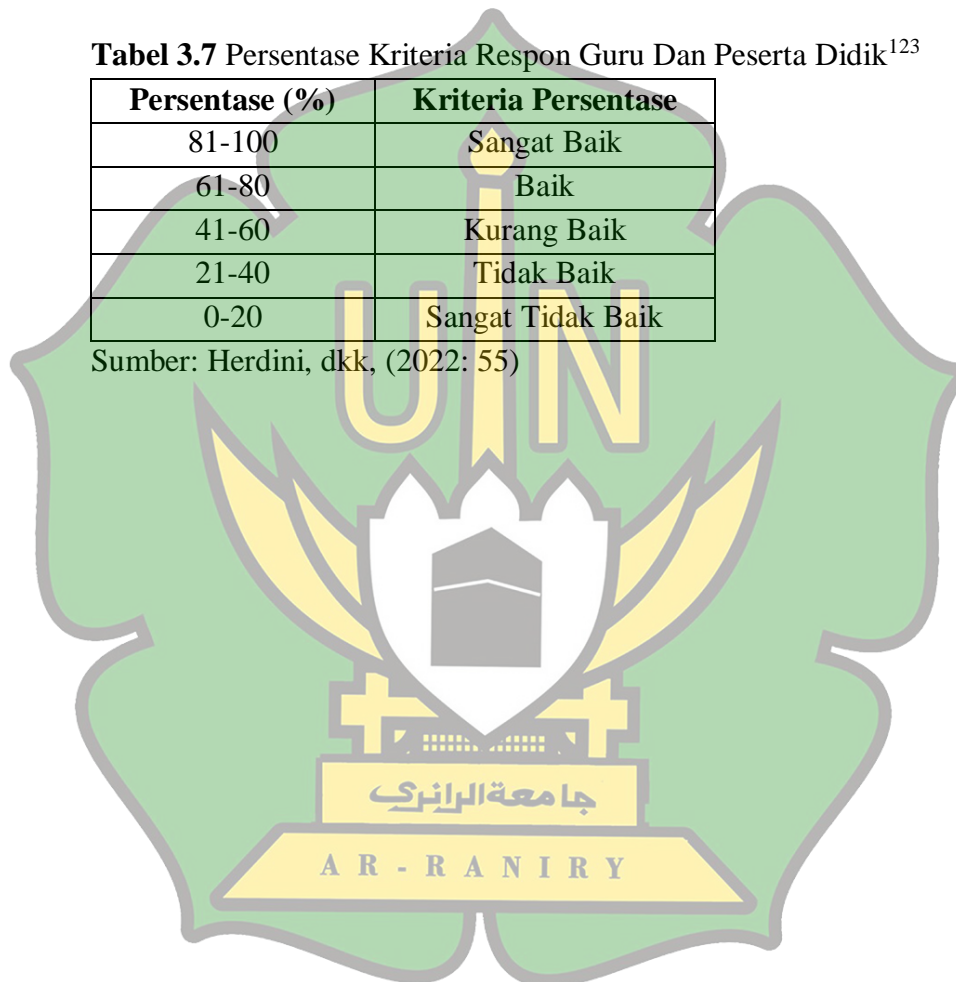 Tabel 3.7 Persentase Kriteria Respon Guru Dan Peserta Didik123
Persentase (%) Kriteria Persentase
81-100 Sangat Baik
61-80 Baik
41-60 Kurang Baik
21-40 Tidak Baik
0-20 Sangat Tidak Baik
Sumber: Herdini, dkk, (2022: 55)
UIN
جامعةالرانرى
AR-RANIRY